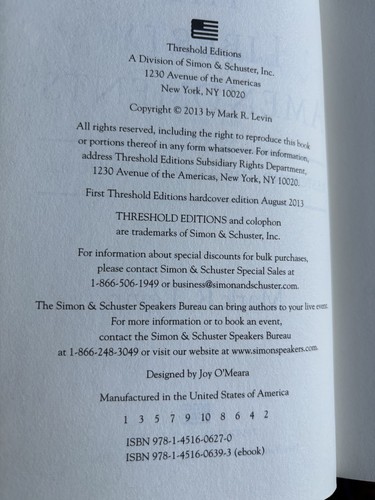 Threshold Editions
A Division of Simon & Schuster, Inc.
1230 Avenue of the Americas
New York, NY 10020
Copyright © 2013 by Mark R. Levin
All rights reserved, including the right to reproduce this book
or portions thereof in any form whatsoever. For information,
address Threshold Editions Subsidiary Rights Department,
1230 Avenue of the Americas, New York, NY 10020.
First Threshold Editions hardcover edition August 2013
THRESHOLD EDITIONS and colophon
are trademarks of Simon & Schuster, Inc.
For information about special discounts for bulk purchases,
please contact Simon & Schuster Special Sales at
1-866-506-1949 or business@simonandschuster.com.
The Simon & Schuster Speakers Bureau can bring authors to your live event.
For more information or to book an event,
contact the Simon & Schuster Speakers Bureau
at 1-866-248-3049 or visit our website at www.simonspeakers.com.
Designed by Joy O'Meara
Manufactured in the United States of America
1 3 5 7 9 10 8 6 4 2
ISBN 978-1-4516-0627-0
ISBN 978-1-4516-0639-3 (ebook)